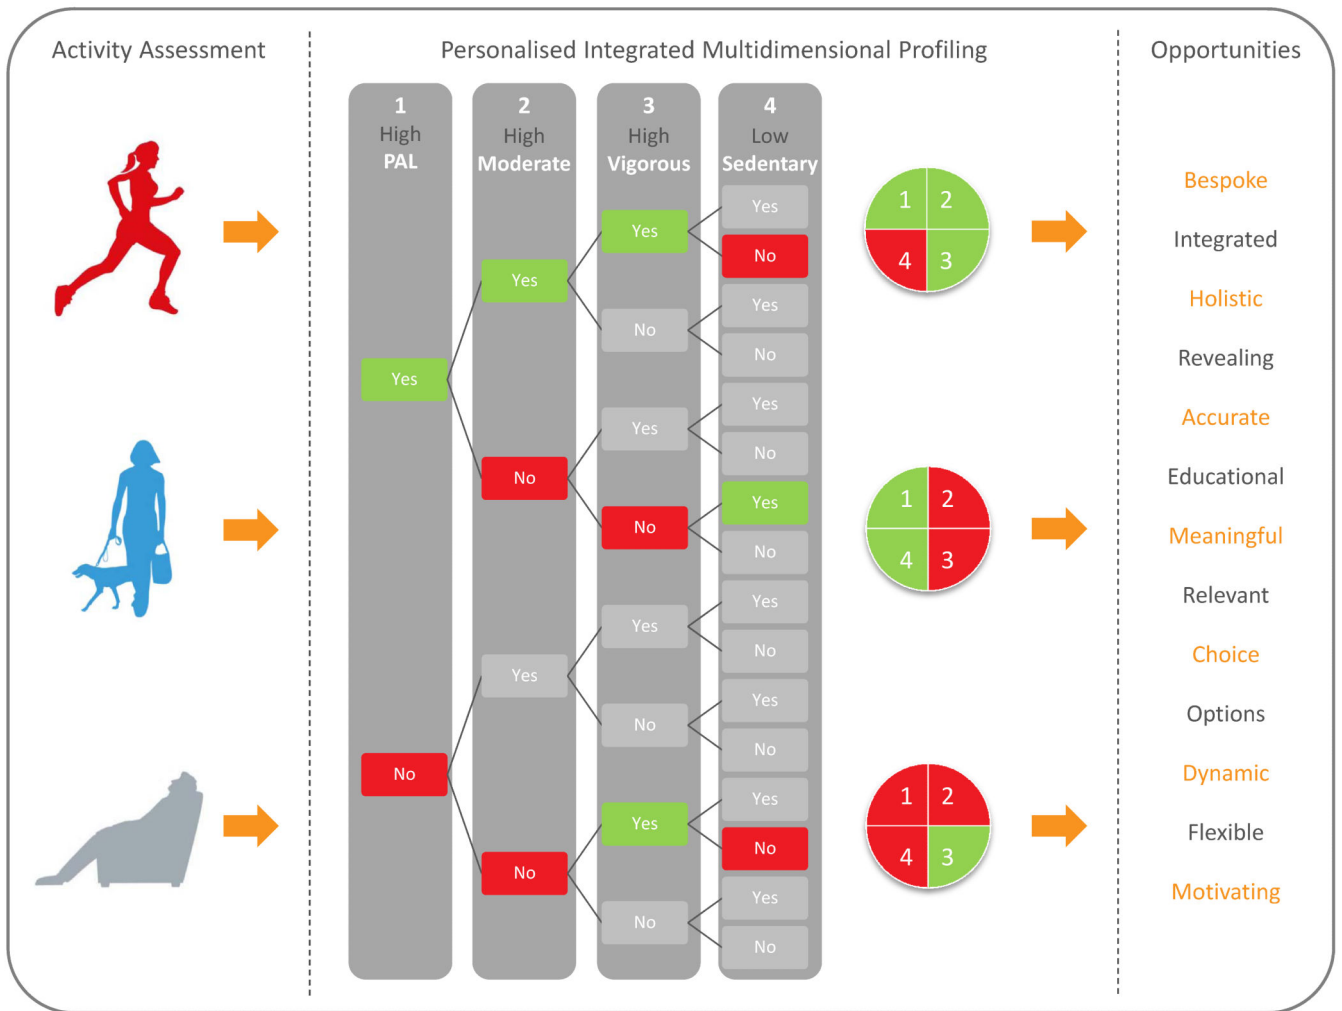 Activity Assessment
Personalised Integrated Multidimensional Profiling
Opportunities
1
High
PAL
2
High
Moderate
3
High
Vigorous
4
Low
Sedentary
Yes
No
Yes
No
Yes
No
Yes
No
Yes
No
Yes
No
Yes
No
Yes
No
Yes
No
Yes
No
Yes
No
Yes
No
Yes
No
Yes
No
Yes
No
1 2
4 3
1 2
4 3
1 2
4 3
Bespoke
Integrated
Holistic
Revealing
Accurate
Educational
Meaningful
Relevant
Choice
Options
Dynamic
Flexible
Motivating